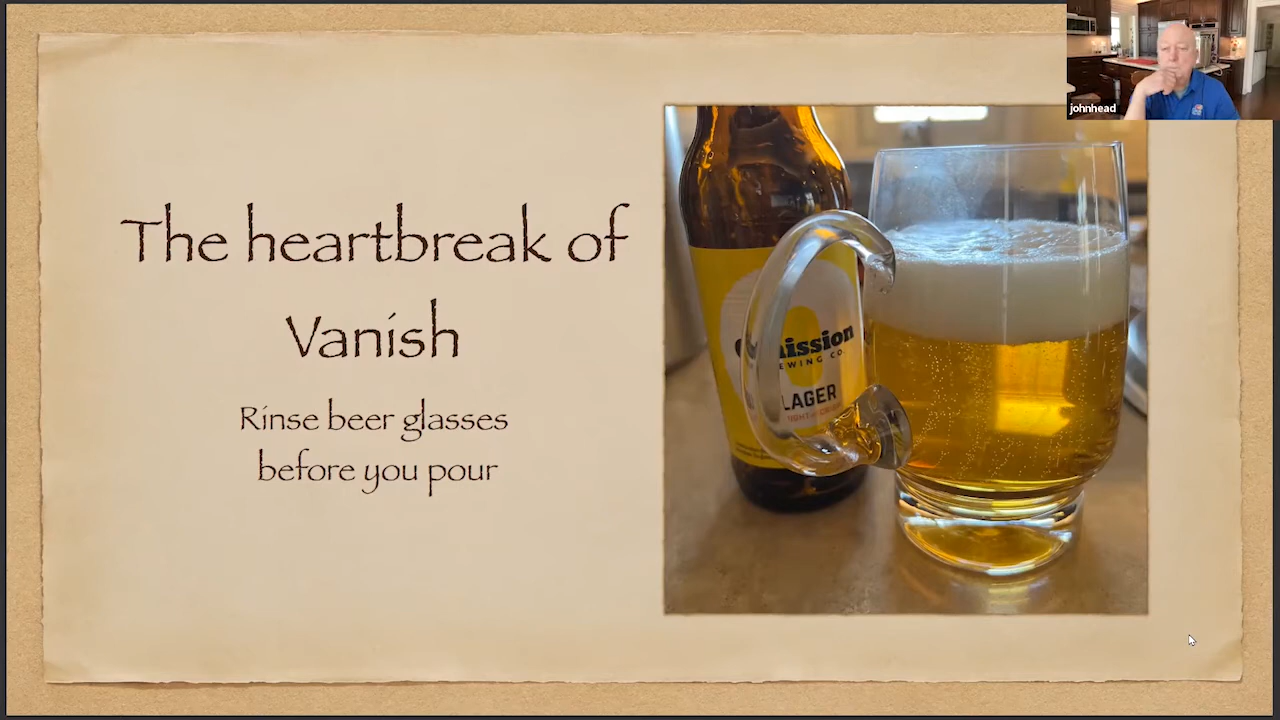 The heartbreak of
Vanish
Rinse beer glasses
before you pour
LAGER
johnhead